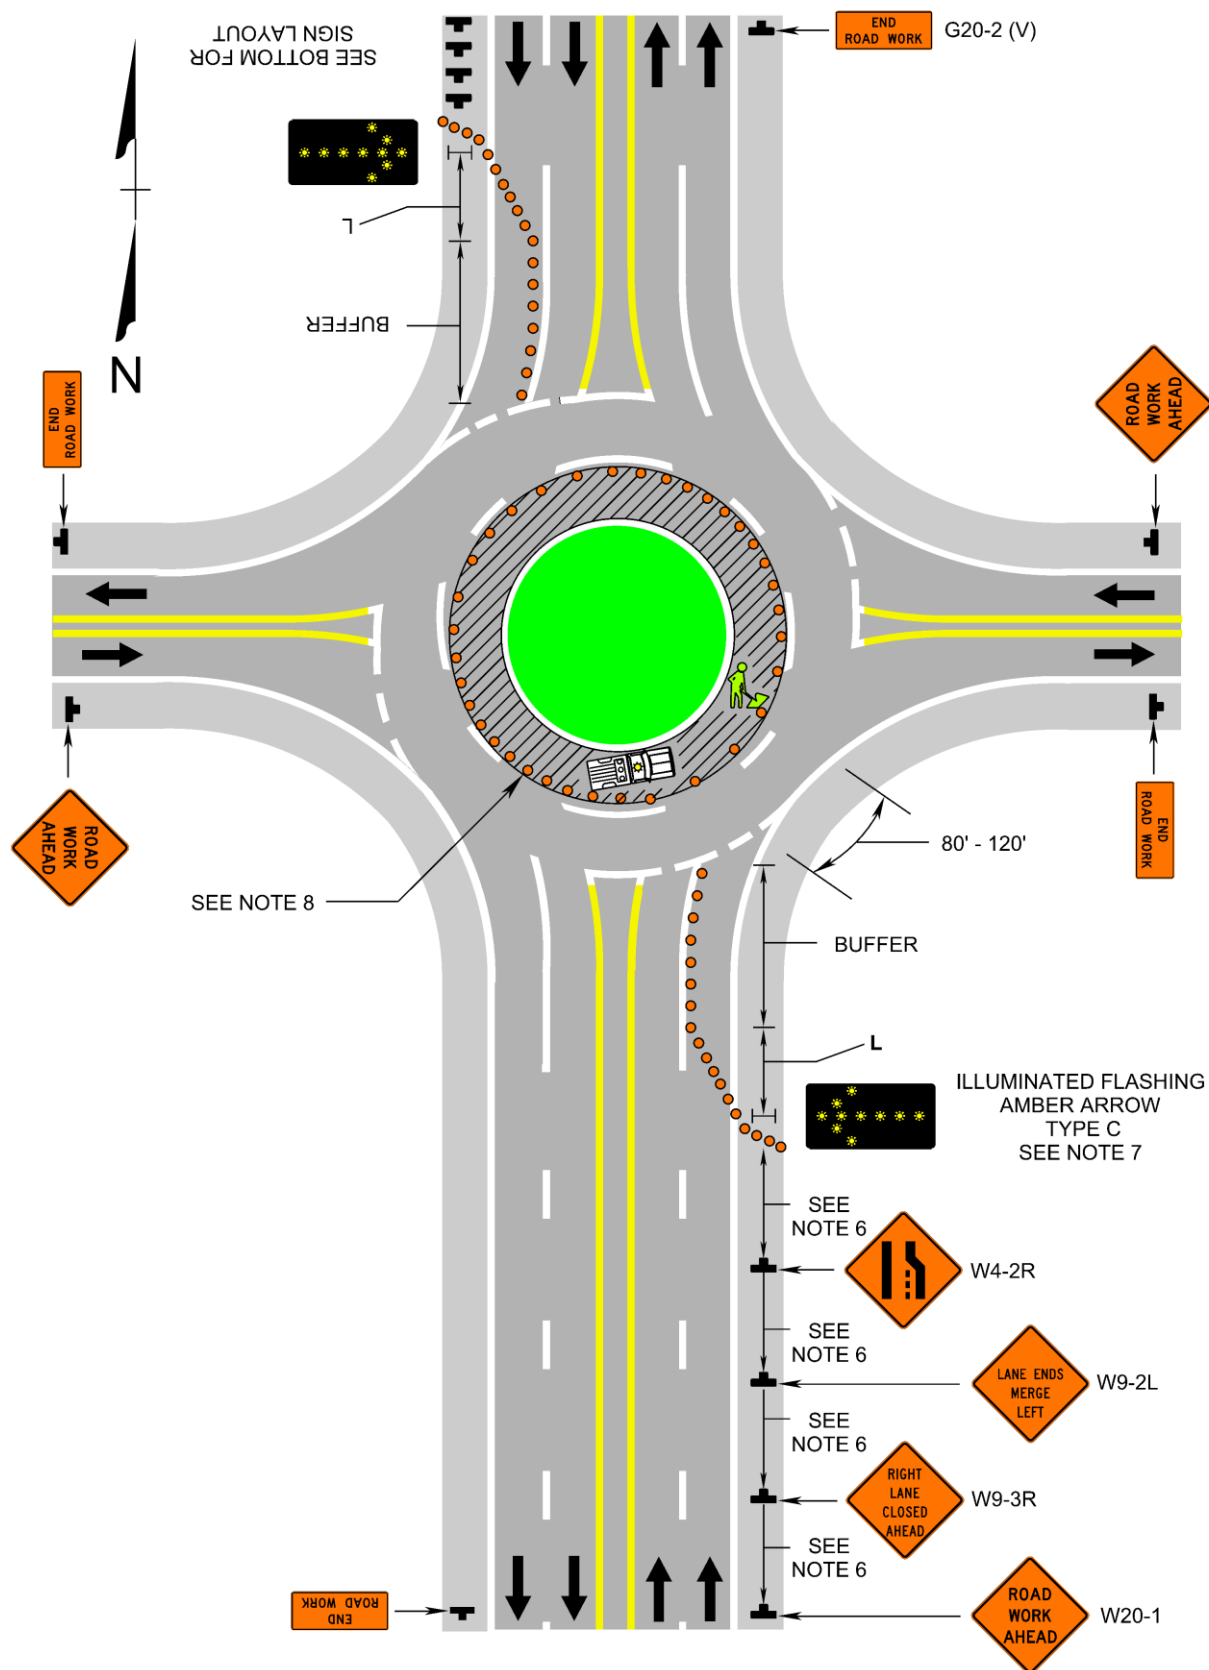 SEE BOTTOM FOR
SIGN LAYOUT
END
ROAD WORK
G20-2 (V)
L
BUFFER
N
END
ROAD WORK
ROAD
WORK
AHEAD
ROAD
WORK
AHEAD
END
ROAD WORK
80' - 120'
SEE NOTE 8
BUFFER
L
ILLUMINATED FLASHING
AMBER ARROW
TYPE C
SEE NOTE 7
SEE
NOTE 6
W4-2R
SEE
NOTE 6
LANE ENDS
MERGE
LEFT
W9-2L
SEE
NOTE 6
RIGHT
LANE
CLOSED
AHEAD
W9-3R
SEE
NOTE 6
END
ROAD WORK
ROAD
WORK
AHEAD
W20-1